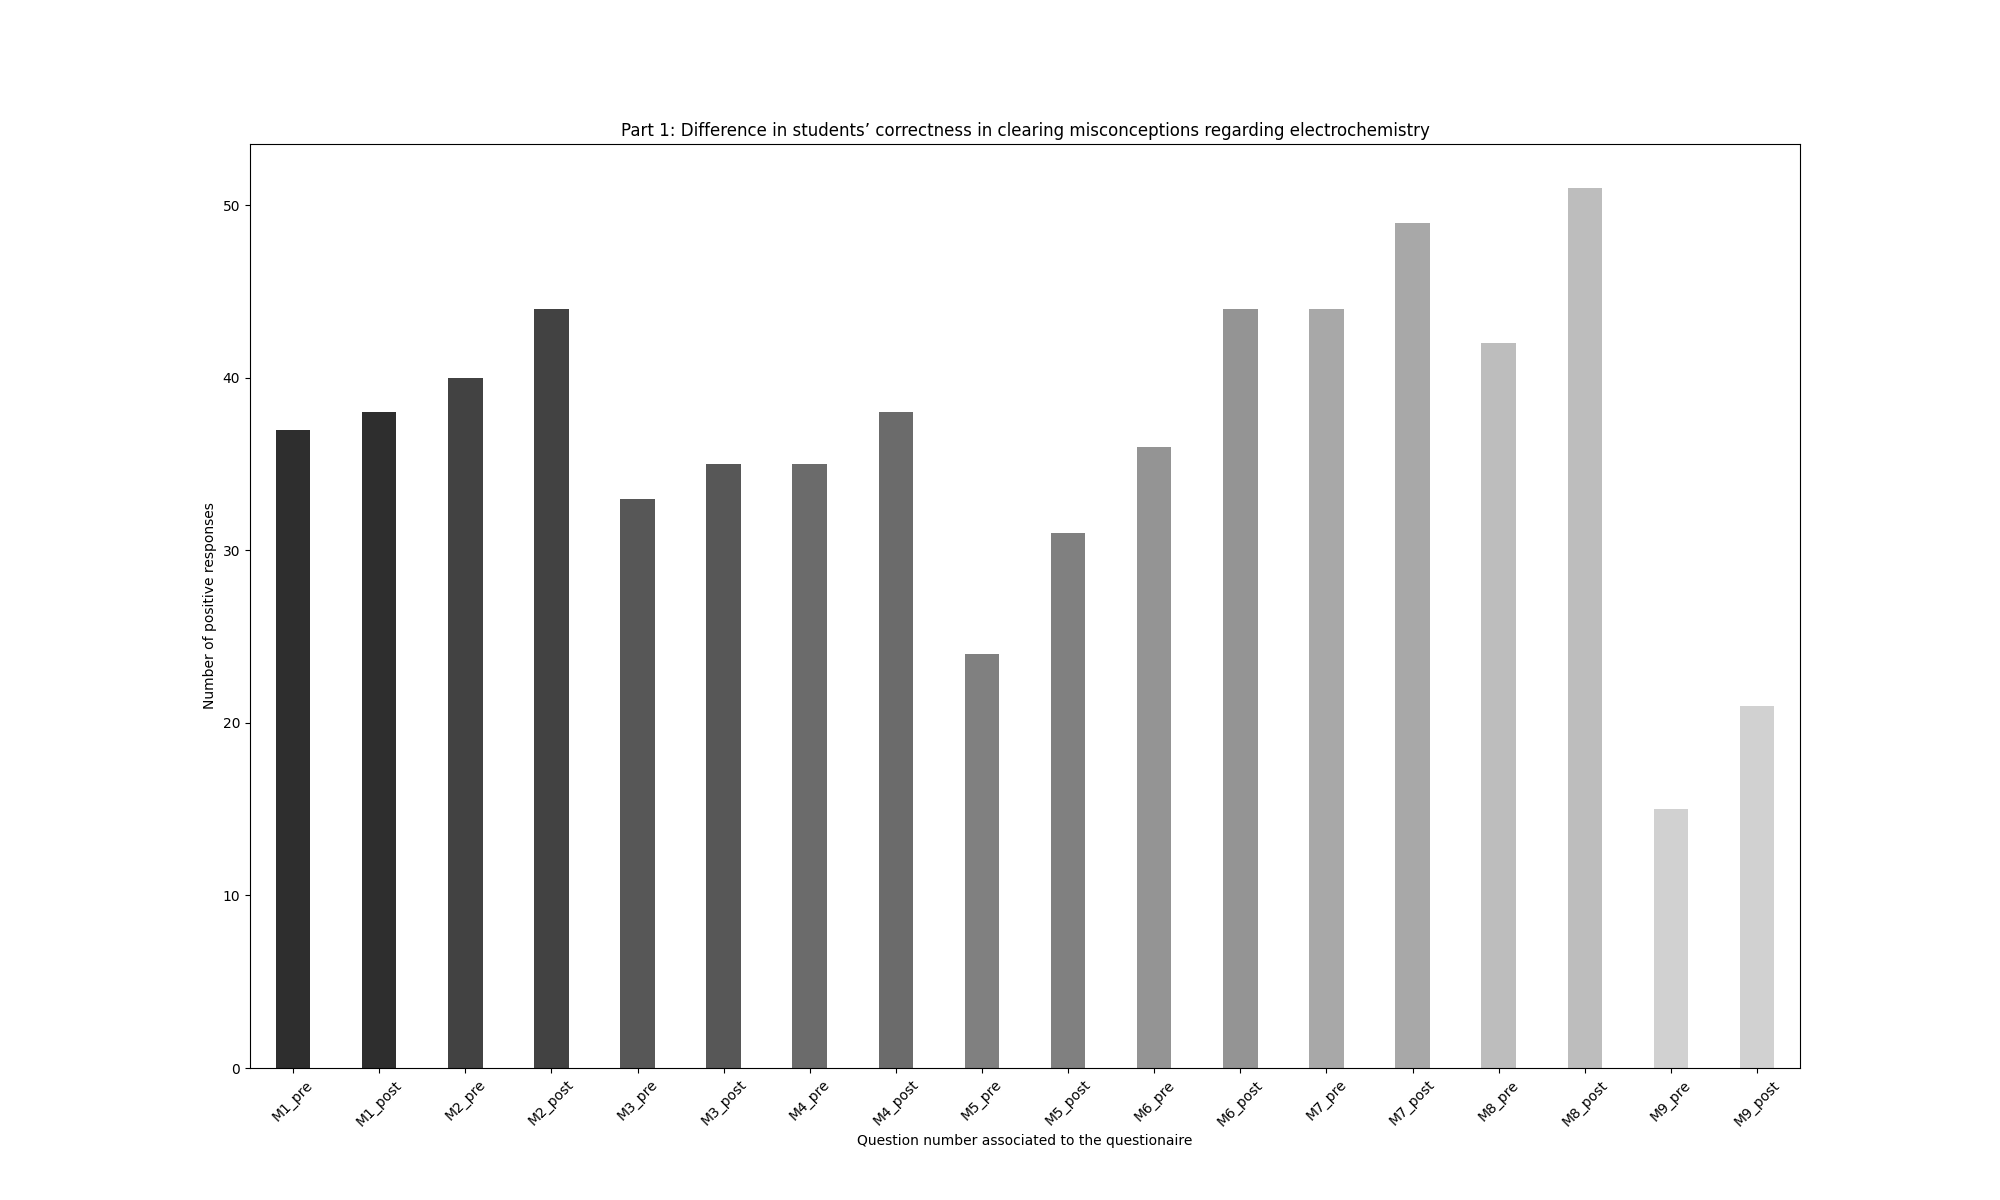 Part 1: Difference in students’ correctness in clearing misconceptions regarding electrochemistry
Number of positive responses
50
40
30
20
10
0
M1_pre
M1_post
M2_pre
M2_post
M3_pre
M3_post
M4_pre
M4_post
M5_pre
M5_post
M6_pre
M6_post
M7_pre
M7_post
M8_pre
M8_post
M9_pre
M9_post
Question number associated to the questionaire